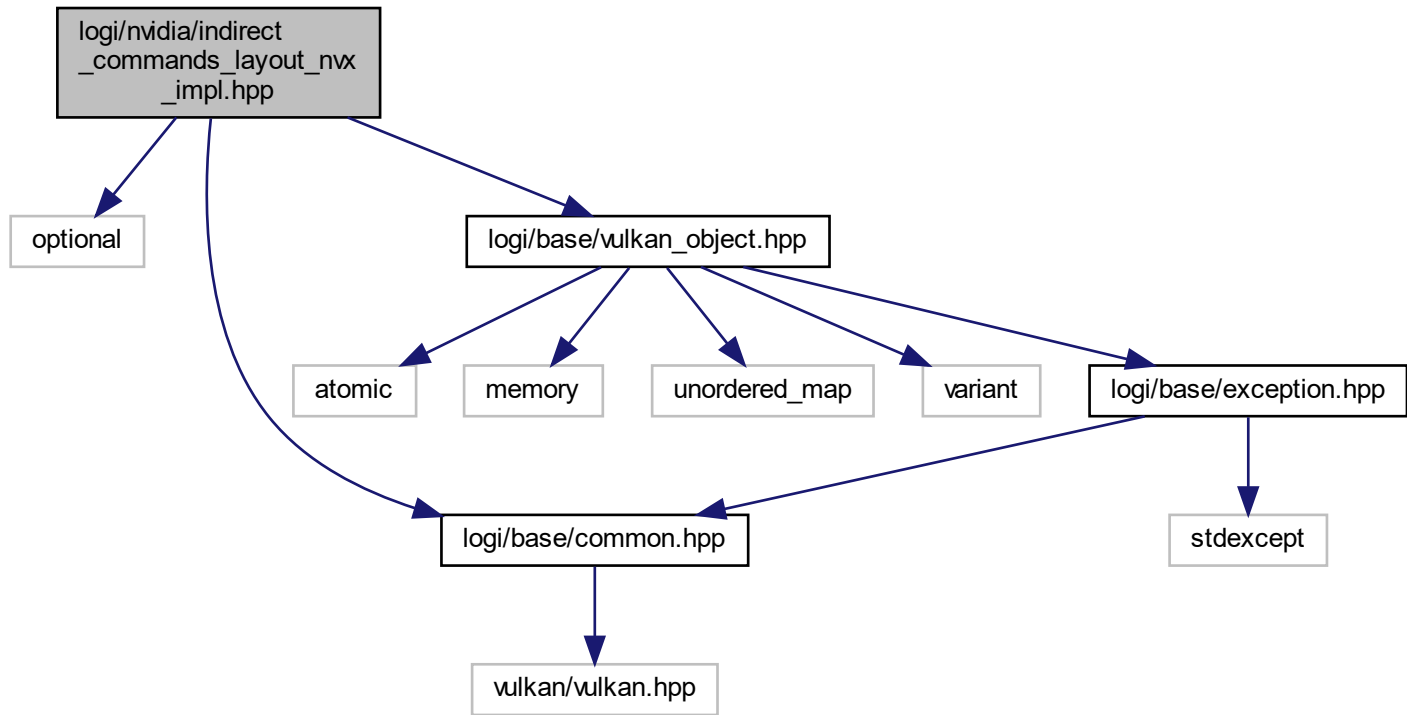 logi/nvidia/indirect
_commands_layout_nvx
_impl.hpp
optional
logi/base/vulkan_object.hpp
atomic
memory
unordered_map
variant
logi/base/exception.hpp
logi/base/common.hpp
stdexcept
vulkan/vulkan.hpp